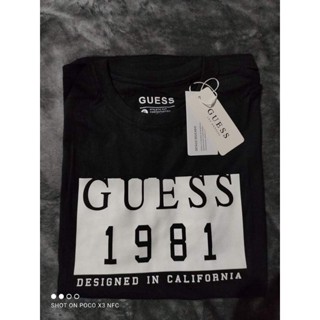 GUESS
GUESS
GUESS
1981
DESIGNED IN CALIFORNIA
SHOT ON POCO X3 NFC